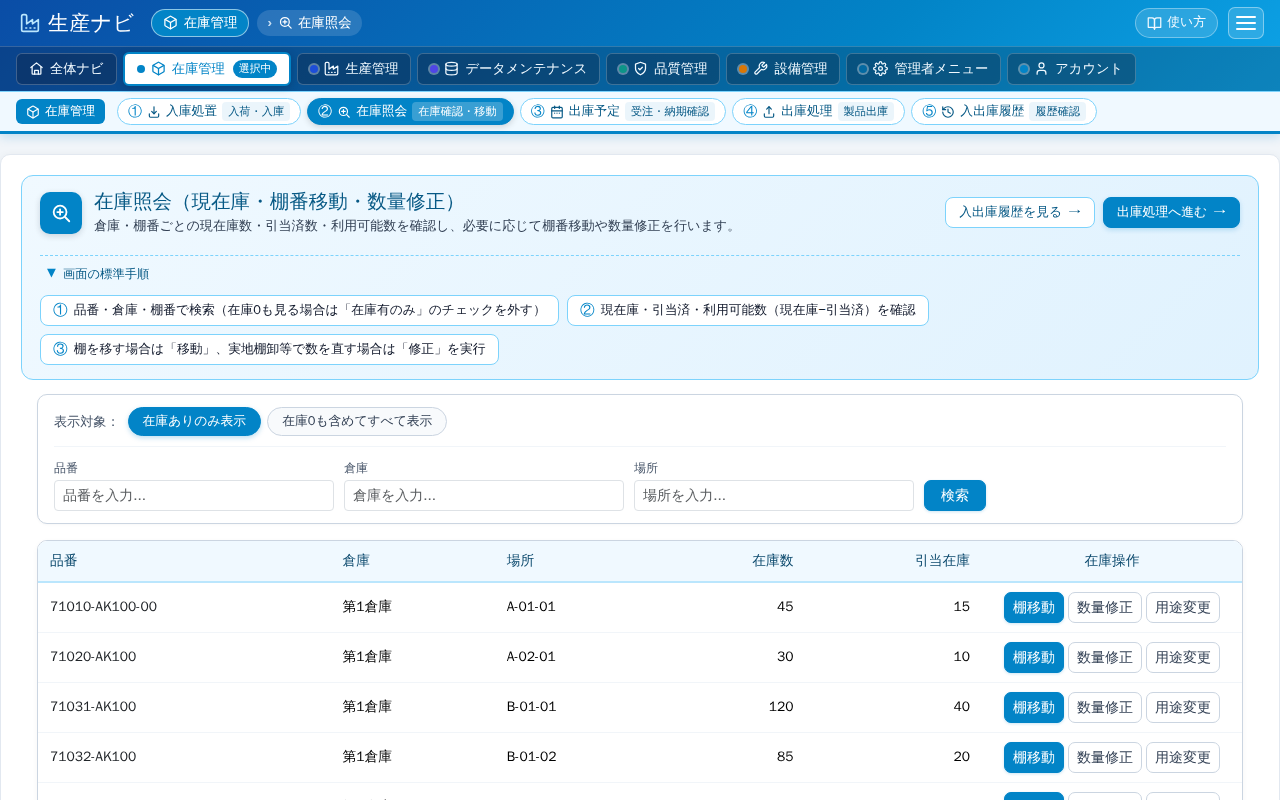 生産ナビ 在庫管理 › 在庫照会 使い方
全体ナビ 在庫管理 選択中 生産管理 データメンテナンス 品質管理 設備管理 管理者メニュー アカウント
在庫管理 ① 入庫処置 入荷・入庫 ② 在庫照会 在庫確認・移動 ③ 出庫予定 受注・納期確認 ④ 出庫処理 製品出庫 ⑤ 入出庫履歴 履歴確認
在庫照会（現在庫・棚番移動・数量修正）
倉庫・棚番ごとの現在庫数・引当済数・利用可能数を確認し、必要に応じて棚番移動や数量修正を行います。
入出庫履歴を見る → 出庫処理へ進む →
▼ 画面の標準手順
① 品番・倉庫・棚番で検索（在庫0も見る場合は「在庫有のみ」のチェックを外す） ② 現在庫・引当済・利用可能数（現在庫−引当済）を確認
③ 棚を移す場合は「移動」、実地棚卸等で数を直す場合は「修正」を実行
表示対象： 在庫ありのみ表示 在庫0も含めてすべて表示
品番 倉庫 場所
品番を入力... 倉庫を入力... 場所を入力... 検索
品番 倉庫 場所 在庫数 引当在庫 在庫操作
71010-AK100-00 第1倉庫 A-01-01 45 15 棚移動 数量修正 用途変更
71020-AK100 第1倉庫 A-02-01 30 10 棚移動 数量修正 用途変更
71031-AK100 第1倉庫 B-01-01 120 40 棚移動 数量修正 用途変更
71032-AK100 第1倉庫 B-01-02 85 20 棚移動 数量修正 用途変更